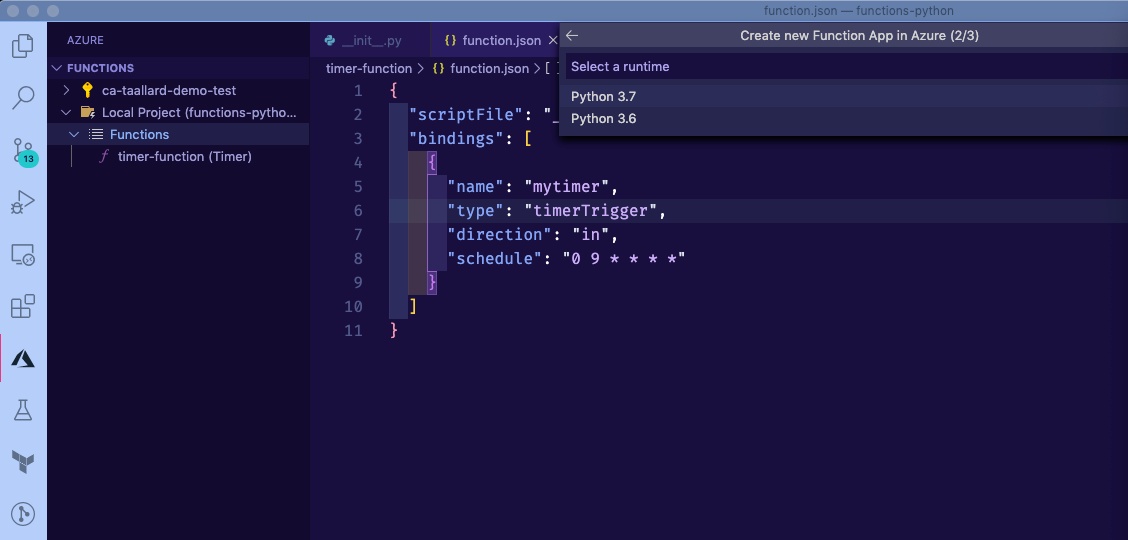 function.json — functions-python
AZURE
FUNCTIONS
ca-taallard-demo-test
Local Project (functions-pytho...
Functions
timer-function (Timer)
13
__init__.py
{} function.json
timer-function > {} function.json > [ ]
1 {
2 "scriptFile": "_
3 "bindings": [
4 {
5 "name": "mytimer",
6 "type": "timerTrigger",
7 "direction": "in",
8 "schedule": "0 9 * * * *"
9 }
10 ]
11 }
Create new Function App in Azure (2/3)
Select a runtime
Python 3.7
Python 3.6